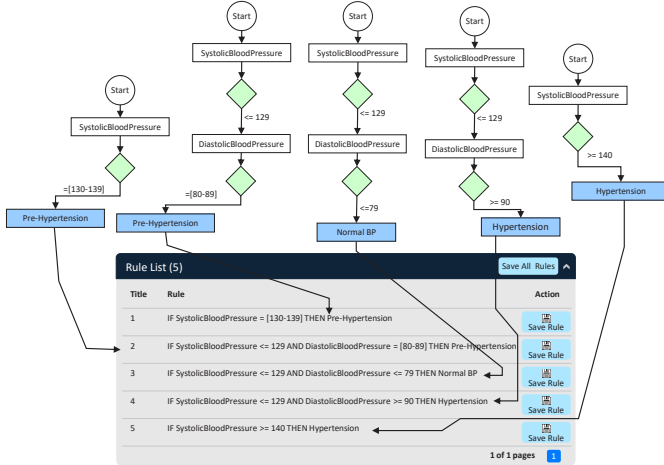 Start
Start
Start
Start
Start
SystolicBloodPressure
SystolicBloodPressure
SystolicBloodPressure
SystolicBloodPressure
SystolicBloodPressure
<= 129
<= 129
<= 129
DiastolicBloodPressure
DiastolicBloodPressure
DiastolicBloodPressure
>= 140
=[130-139]
=[80-89]
<=79
>= 90
Hypertension
Pre-Hypertension
Pre-Hypertension
Normal BP
Hypertension
Rule List (5)
Save All Rules
Title Rule Action
1 IF SystolicBloodPressure = [130-139] THEN Pre-Hypertension Save Rule
2 IF SystolicBloodPressure <= 129 AND DiastolicBloodPressure = [80-89] THEN Pre-Hypertension Save Rule
3 IF SystolicBloodPressure <= 129 AND DiastolicBloodPressure <= 79 THEN Normal BP Save Rule
4 IF SystolicBloodPressure <= 129 AND DiastolicBloodPressure >= 90 THEN Hypertension Save Rule
5 IF SystolicBloodPressure >= 140 THEN Hypertension Save Rule
1 of 1 pages 1